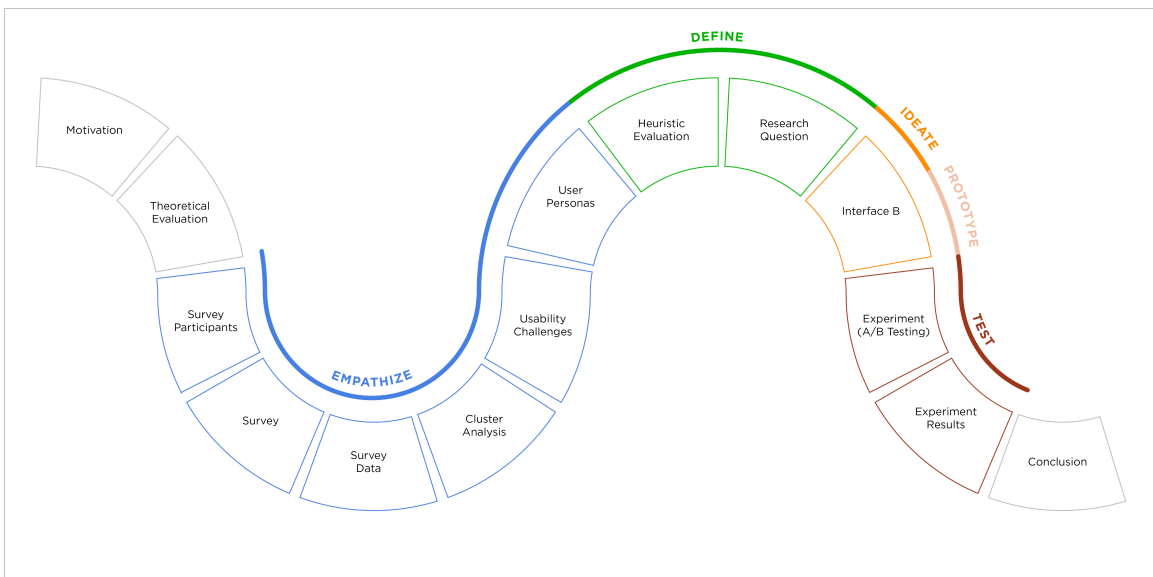 Motivation
Theoretical
Evaluation
Survey
Participants
Survey
Survey
Data
Cluster
Analysis
Usability
Challenges
User
Personas
EMPATHIZE
Heuristic
Evaluation
Research
Question
DEFINE
Interface B
IDEATE
PROTOTYPE
Experiment
(A/B Testing)
Experiment
Results
TEST
Conclusion